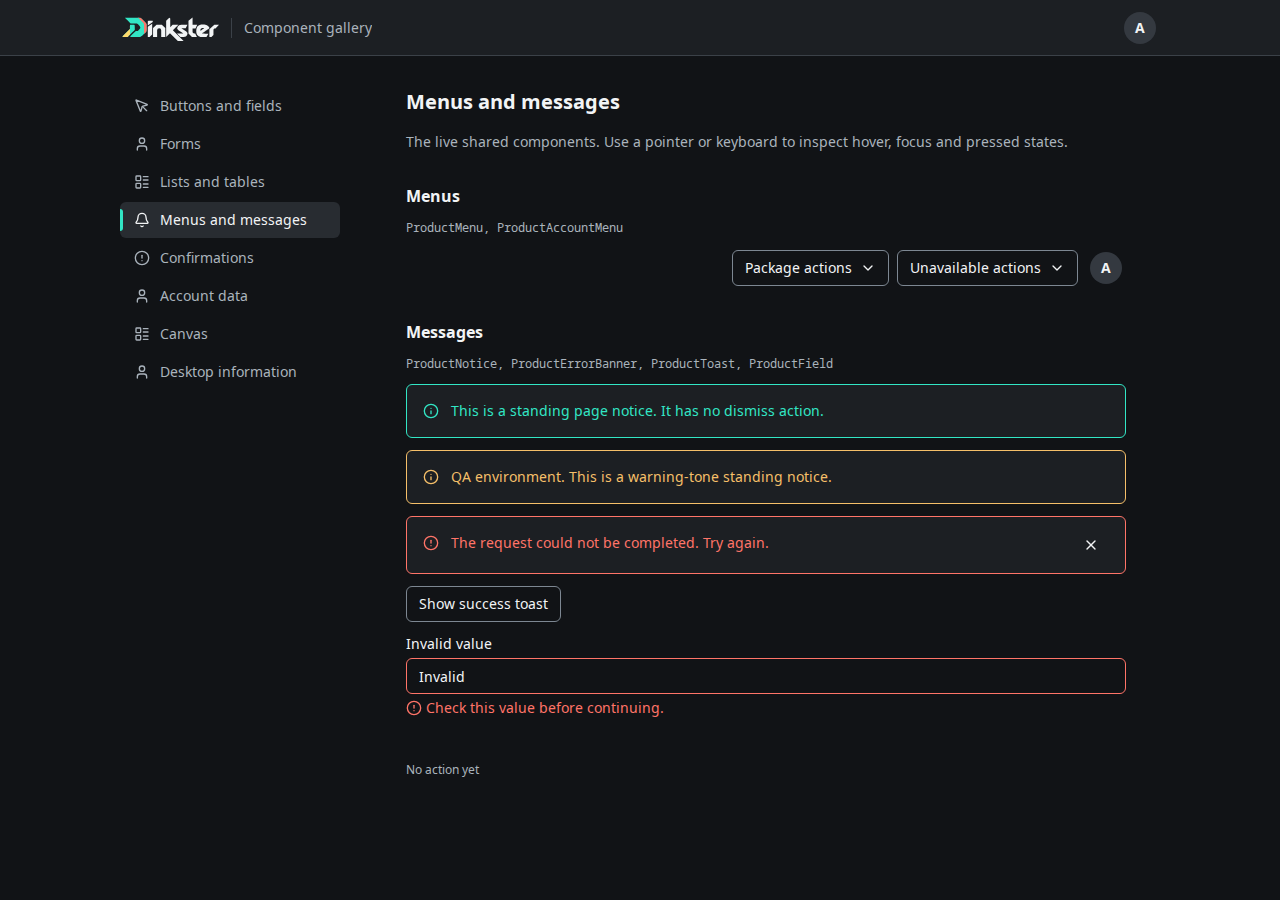 Dinkster
Component gallery
A
Buttons and fields
Forms
Lists and tables
Menus and messages
Confirmations
Account data
Canvas
Desktop information
Menus and messages
The live shared components. Use a pointer or keyboard to inspect hover, focus and pressed states.
Menus
ProductMenu, ProductAccountMenu
Package actions
Unavailable actions
A
Messages
ProductNotice, ProductErrorBanner, ProductToast, ProductField
This is a standing page notice. It has no dismiss action.
QA environment. This is a warning-tone standing notice.
The request could not be completed. Try again.
Show success toast
Invalid value
Invalid
Check this value before continuing.
No action yet